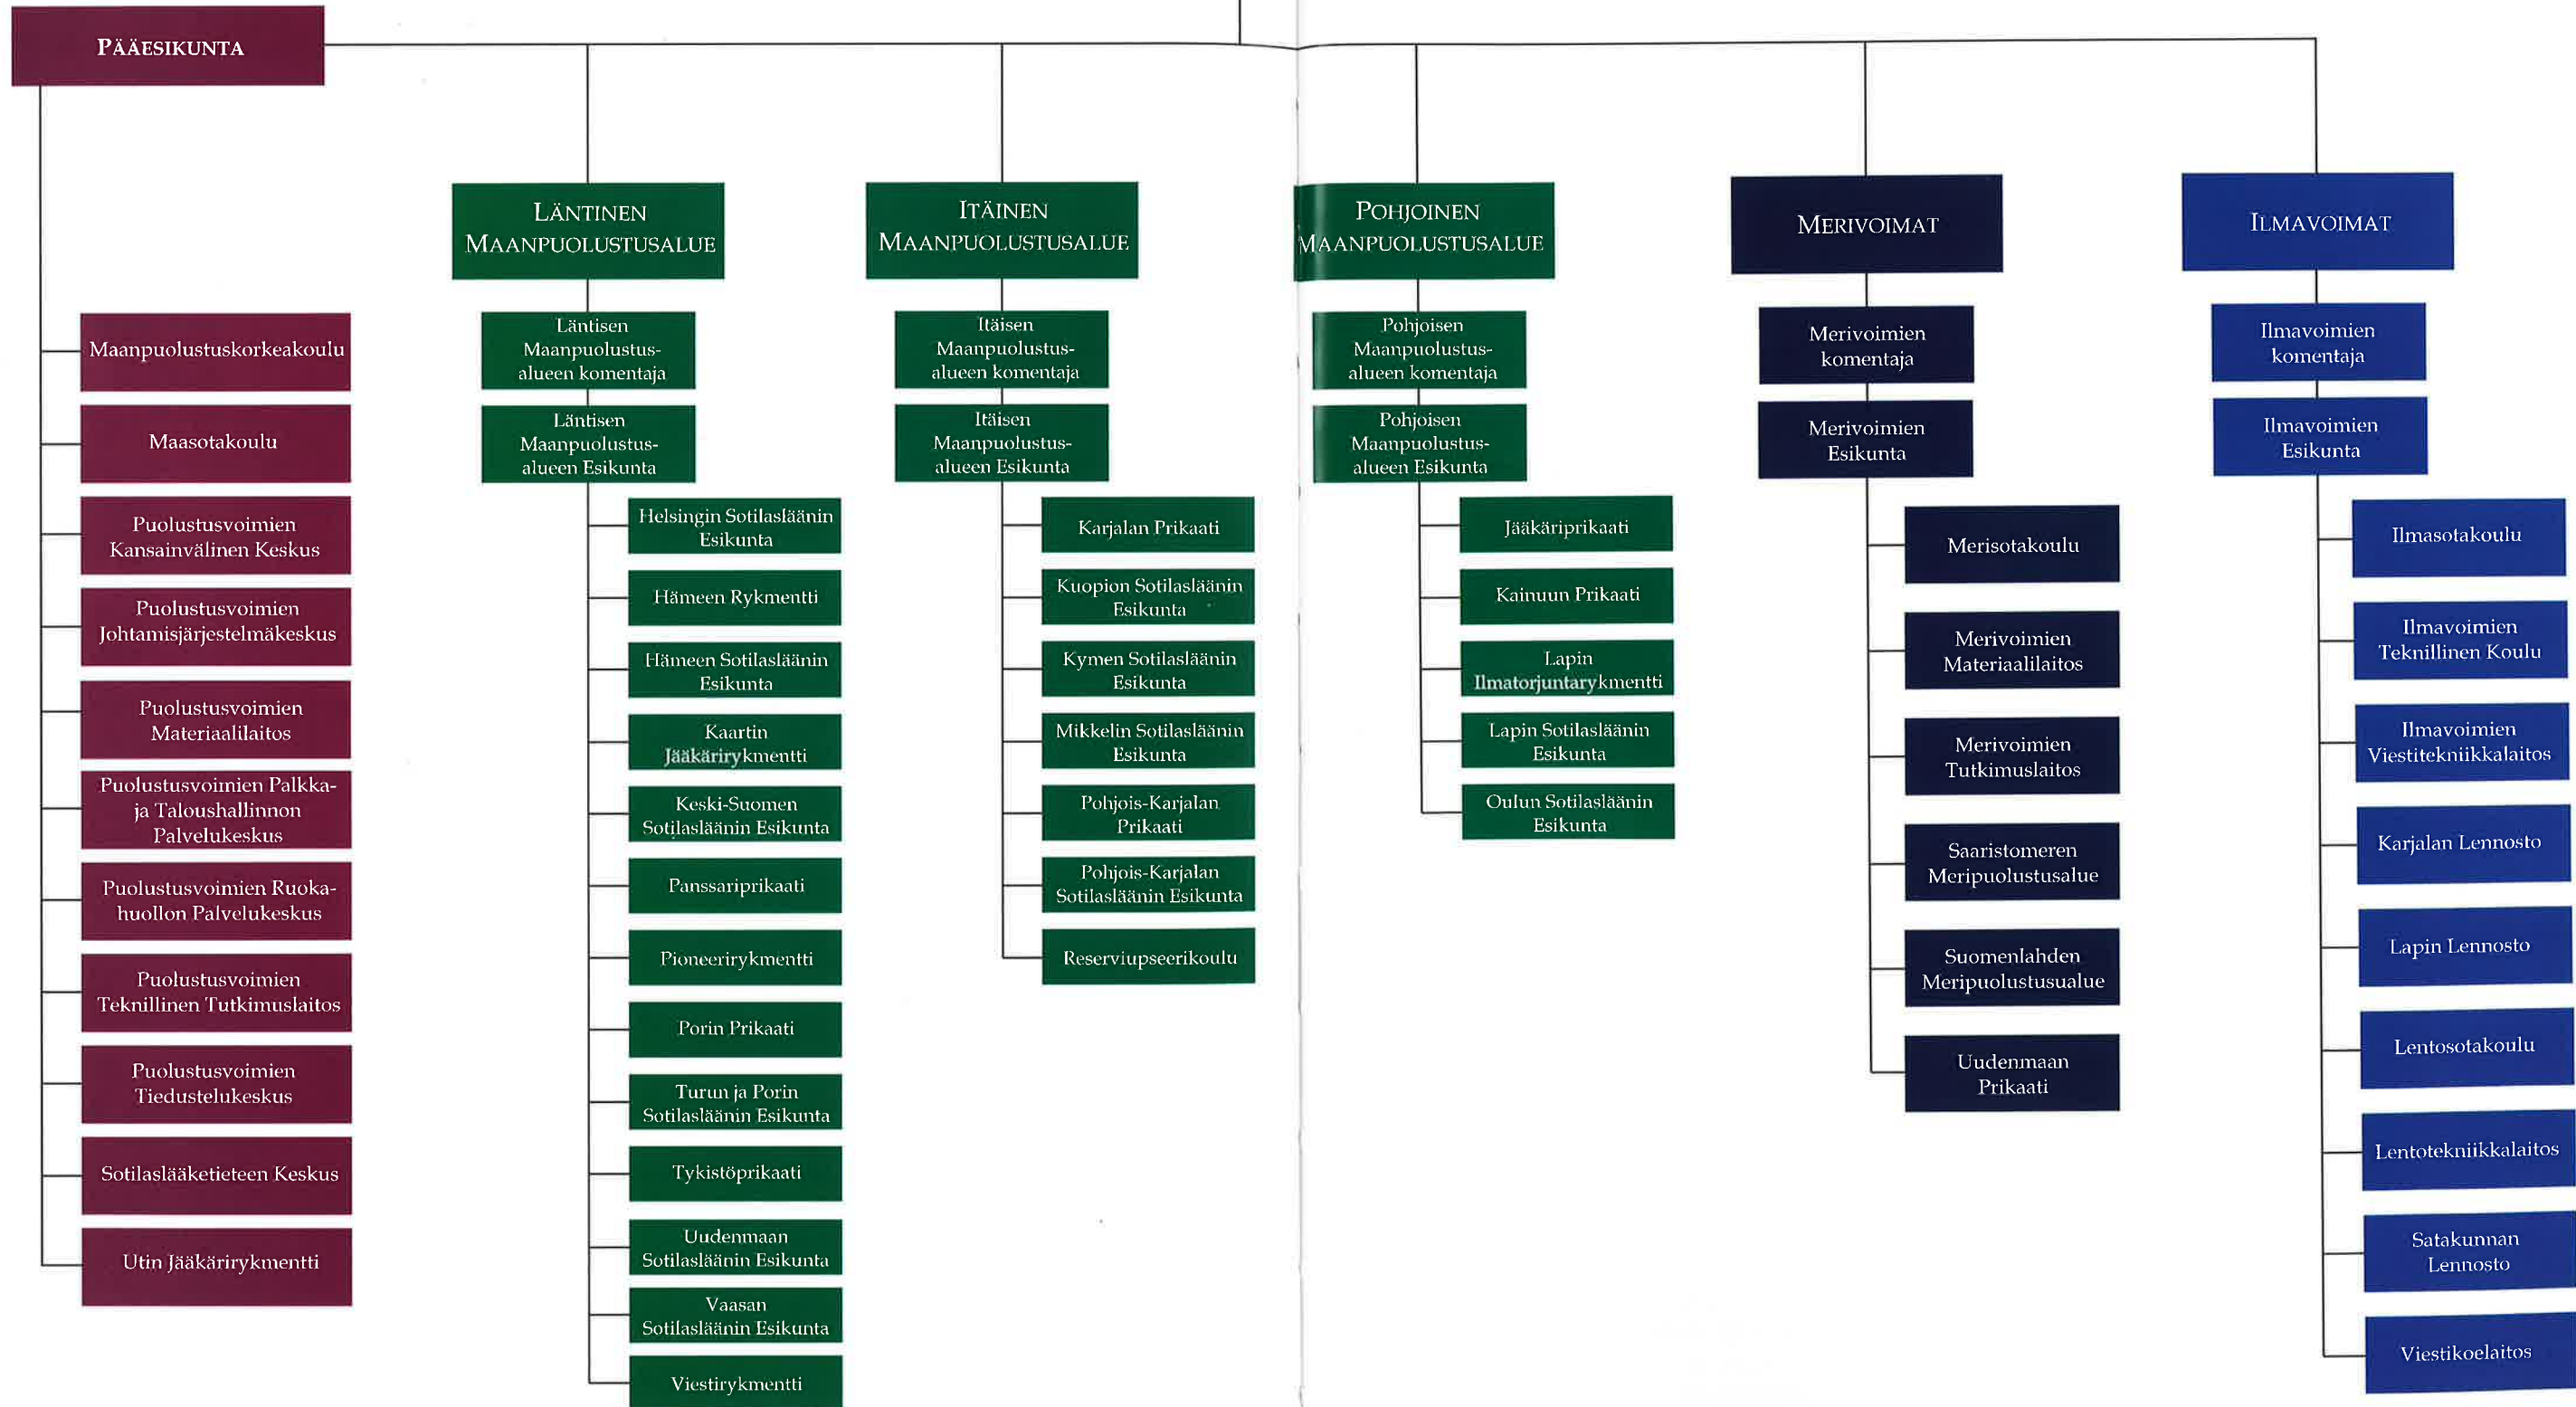 PÄÄESIKUNTA
Maanpuolustuskorkeakoulu
Maasotakoulu
Puolustusvoimien
Kansainvälinen Keskus
Puolustusvoimien
Johtamisjärjestelmäkeskus
Puolustusvoimien
Materiaalilaitos
Puolustusvoimien Palkka-
ja Taloushallinnon
Palvelukeskus
Puolustusvoimien Ruoka-
huollon Palvelukeskus
Puolustusvoimien
Teknillinen Tutkimuslaitos
Puolustusvoimien
Tiedustelukeskus
Sotilaslääketieteen Keskus
Utin Jääkärirykmentti
LÄNTINEN
MAANPUOLUSTUSALUE
Läntisen
Maanpuolustus-
alueen komentaja
Läntisen
Maanpuolustus-
alueen Esikunta
Helsingin Sotilasläänin
Esikunta
Hämeen Rykmentti
Hämeen Sotilasläänin
Esikunta
Kaartin
Jääkärirykmentti
Keski-Suomen
Sotilasläänin Esikunta
Panssariprikaati
Pioneerirykmentti
Porin Prikaati
Turun ja Porin
Sotilasläänin Esikunta
Tykistöprikaati
Uudenmaan
Sotilasläänin Esikunta
Vaasan
Sotilasläänin Esikunta
Viestirykmentti
ITÄINEN
MAANPUOLUSTUSALUE
Itäisen
Maanpuolustus-
alueen komentaja
Itäisen
Maanpuolustus-
alueen Esikunta
Karjalan Prikaati
Kuopion Sotilasläänin
Esikunta
Kymen Sotilasläänin
Esikunta
Mikkelin Sotilasläänin
Esikunta
Pohjois-Karjalan
Prikaati
Pohjois-Karjalan
Sotilasläänin Esikunta
Reserviupseerikoulu
POHJOINEN
MAANPUOLUSTUSALUE
Pohjoisen
Maanpuolustus-
alueen komentaja
Pohjoisen
Maanpuolustus-
alueen Esikunta
Jääkäriprikaati
Kainuun Prikaati
Lapin
Ilmatorjuntarykmentti
Lapin Sotilasläänin
Esikunta
Oulun Sotilasläänin
Esikunta
MERIVOIMAT
Merivoimien
komentaja
Merivoimien
Esikunta
Merisotakoulu
Merivoimien
Materiaalilaitos
Merivoimien
Tutkimuslaitos
Saaristomeren
Meripuolustusalue
Suomenlahden
Meripuolustusualue
Uudenmaan
Prikaati
ILMAVOIMAT
Ilmavoimien
komentaja
Ilmavoimien
Esikunta
Ilmasotakoulu
Ilmavoimien
Teknillinen Koulu
Ilmavoimien
Viestitekniikkalaitos
Karjalan Lennosto
Lapin Lennosto
Lentosotakoulu
Lentotekniikkalaitos
Satakunnan
Lennosto
Viestikoelaitos